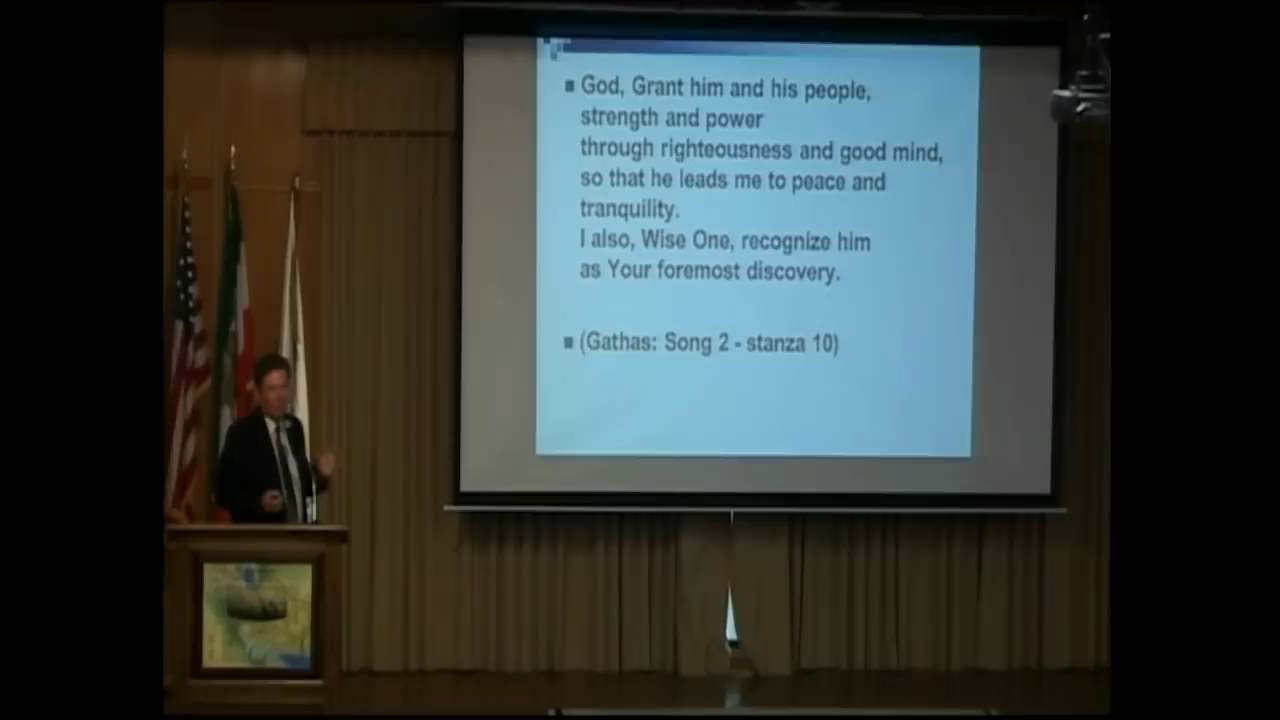 ■ God, Grant him and his people,
strength and power
through righteousness and good mind,
so that he leads me to peace and
tranquility.
I also, Wise One, recognize him
as Your foremost discovery.
■ (Gathas: Song 2 - stanza 10)